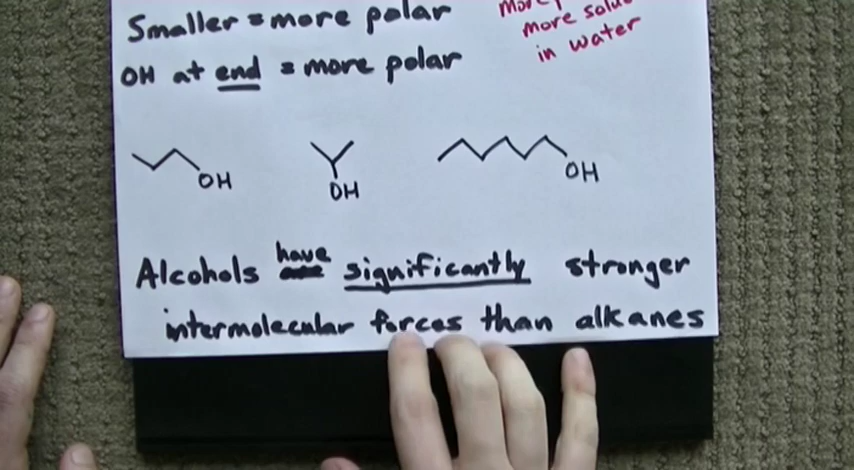 Smaller = more polar
OH at end = more polar
more solu
in water
OH
OH
OH
Alcohols have significantly stronger
intermolecular forces than alkanes